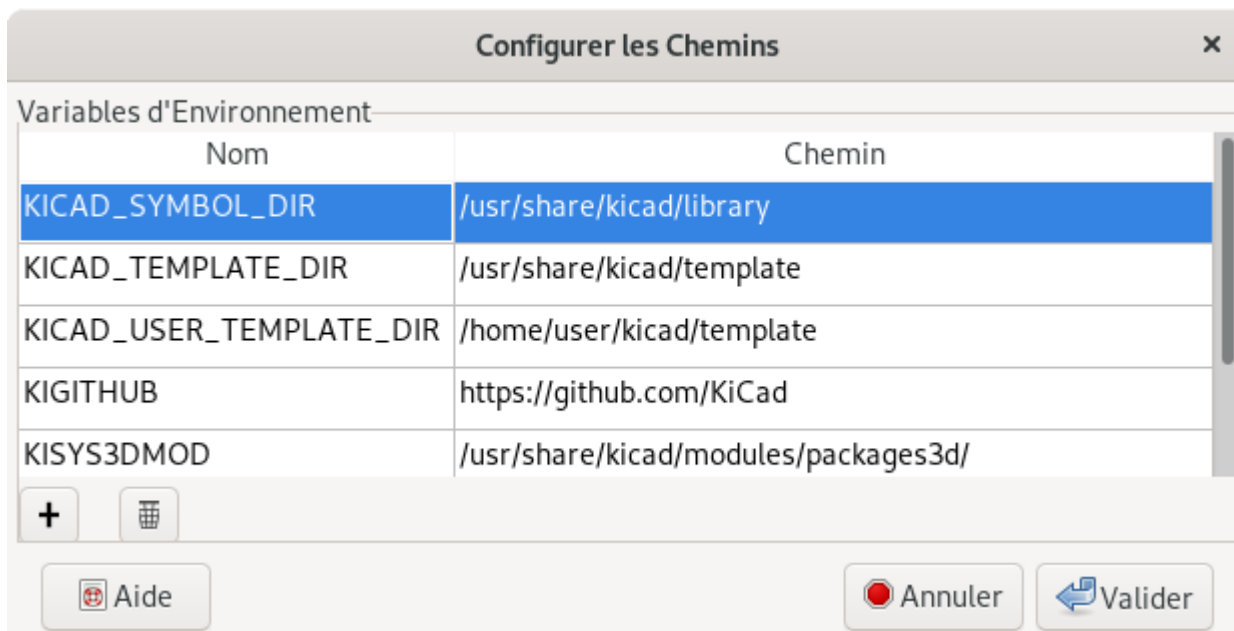 Configurer les Chemins
Variables d'Environnement
Nom Chemin
KICAD_SYMBOL_DIR /usr/share/kicad/library
KICAD_TEMPLATE_DIR /usr/share/kicad/template
KICAD_USER_TEMPLATE_DIR /home/user/kicad/template
KIGITHUB https://github.com/KiCad
KISYS3DMOD /usr/share/kicad/modules/packages3d/
Aide Annuler Valider